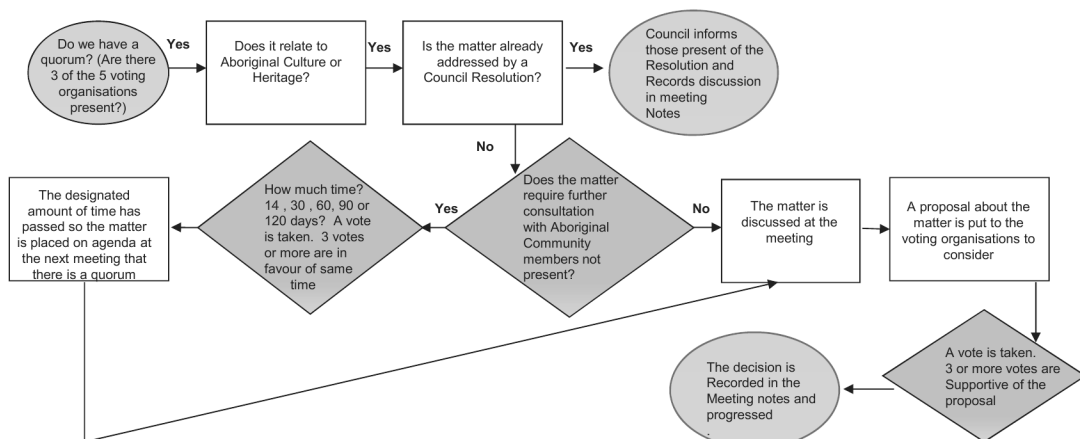 Do we have a
quorum? (Are there
3 of the 5 voting
organisations
present?)
Yes
Does it relate to
Aboriginal Culture or
Heritage?
Yes
Is the matter already
addressed by a
Council Resolution?
Yes
Council informs
those present of the
Resolution and
Records discussion
in meeting
Notes
No
The designated
amount of time has
passed so the matter
is placed on agenda at
the next meeting that
there is a quorum
How much time?
14 , 30 , 60, 90 or
120 days? A vote
is taken. 3 votes
or more are in
favour of same
time
Yes
Does the matter
require further
consultation
with Aboriginal
Community
members not
present?
No
The matter is
discussed at the
meeting
A proposal about the
matter is put to the
voting organisations to
consider
The decision is
Recorded in the
Meeting notes and
progressed
.
A vote is taken.
3 or more votes are
Supportive of the
proposal